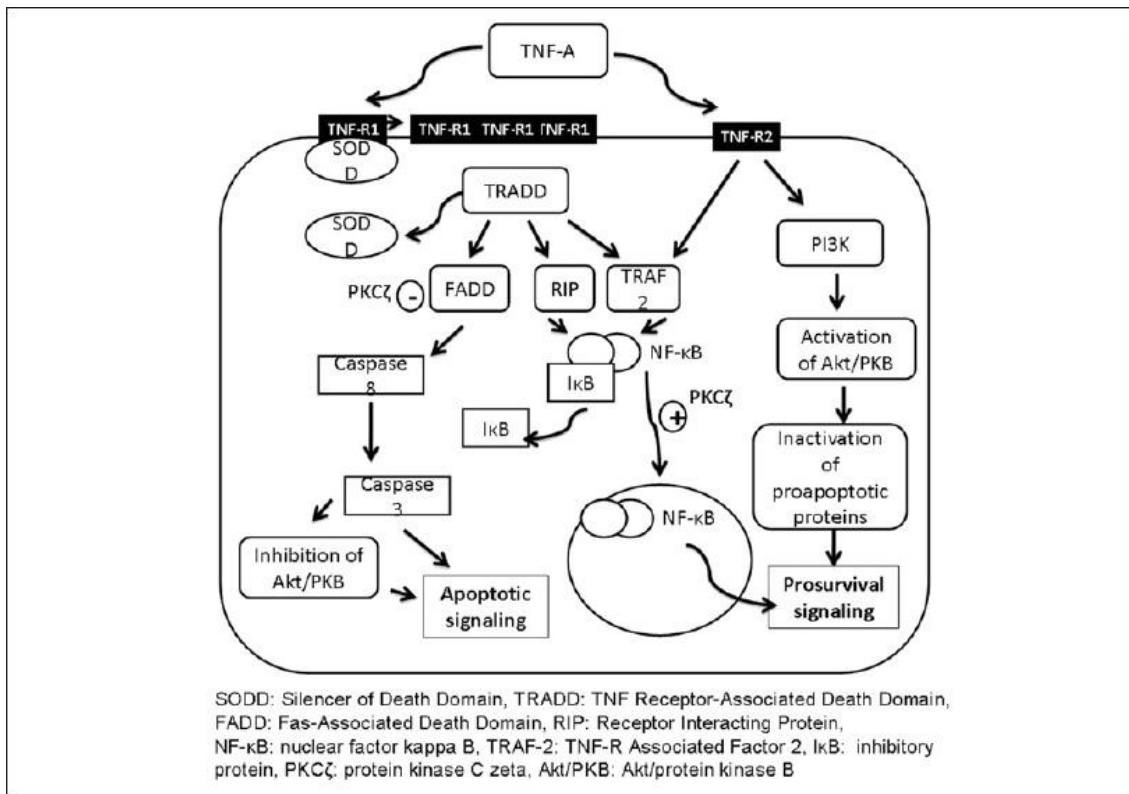 TNF-A
TNF-R1
TNF-R1 TNF-R1 TNF-R1
TNF-R2
SOD
D
TRADD
SOD
D
PI3K
PKCζ
-
FADD
RIP
TRAF
2
Activation
of Akt/PKB
NF-κB
Caspase
8
IκB
PKCζ
+
IκB
Inactivation
of
proapoptotic
proteins
Caspase
3
NF-κB
Inhibition of
Akt/PKB
Apoptotic
signaling
Prosurvival
signaling
SODD: Silencer of Death Domain, TRADD: TNF Receptor-Associated Death Domain,
FADD: Fas-Associated Death Domain, RIP: Receptor Interacting Protein,
NF-κB: nuclear factor kappa B, TRAF-2: TNF-R Associated Factor 2, IκB: inhibitory
protein, PKCζ: protein kinase C zeta, Akt/PKB: Akt/protein kinase B